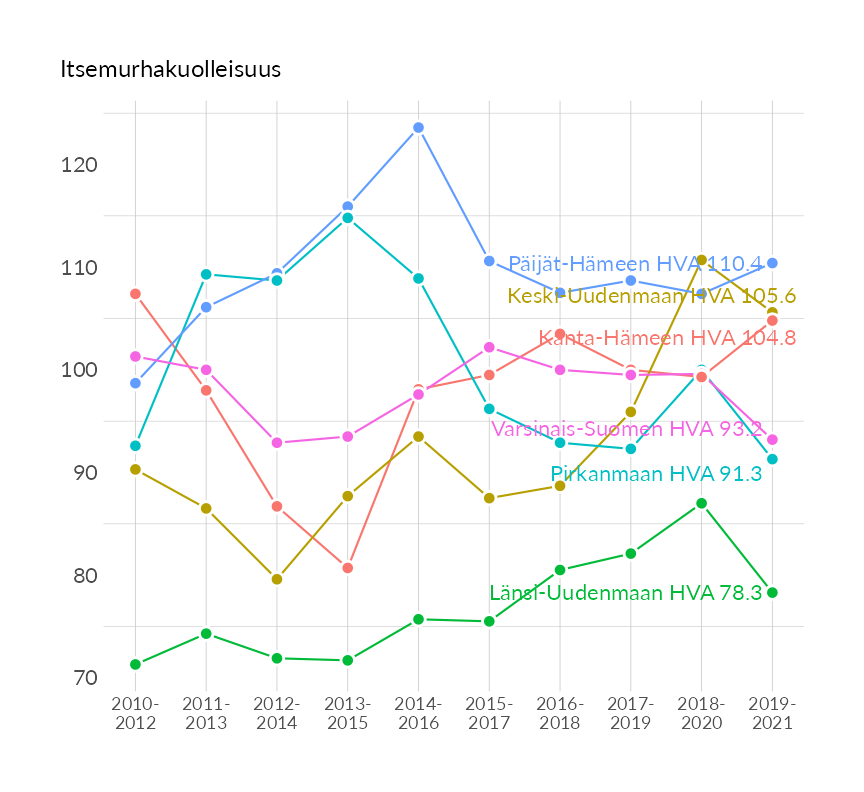 Itsemurhakuolleisuus
120
110
100
90
80
70
Päijät-Hämeen HVA 110.4
Keski-Uudenmaan HVA 105.6
Kanta-Hämeen HVA 104.8
Varsinais-Suomen HVA 93.2
Pirkanmaan HVA 91.3
Länsi-Uudenmaan HVA 78.3
2010- 2011- 2012- 2013- 2014- 2015- 2016- 2017- 2018- 2019-
2012 2013 2014 2015 2016 2017 2018 2019 2020 2021